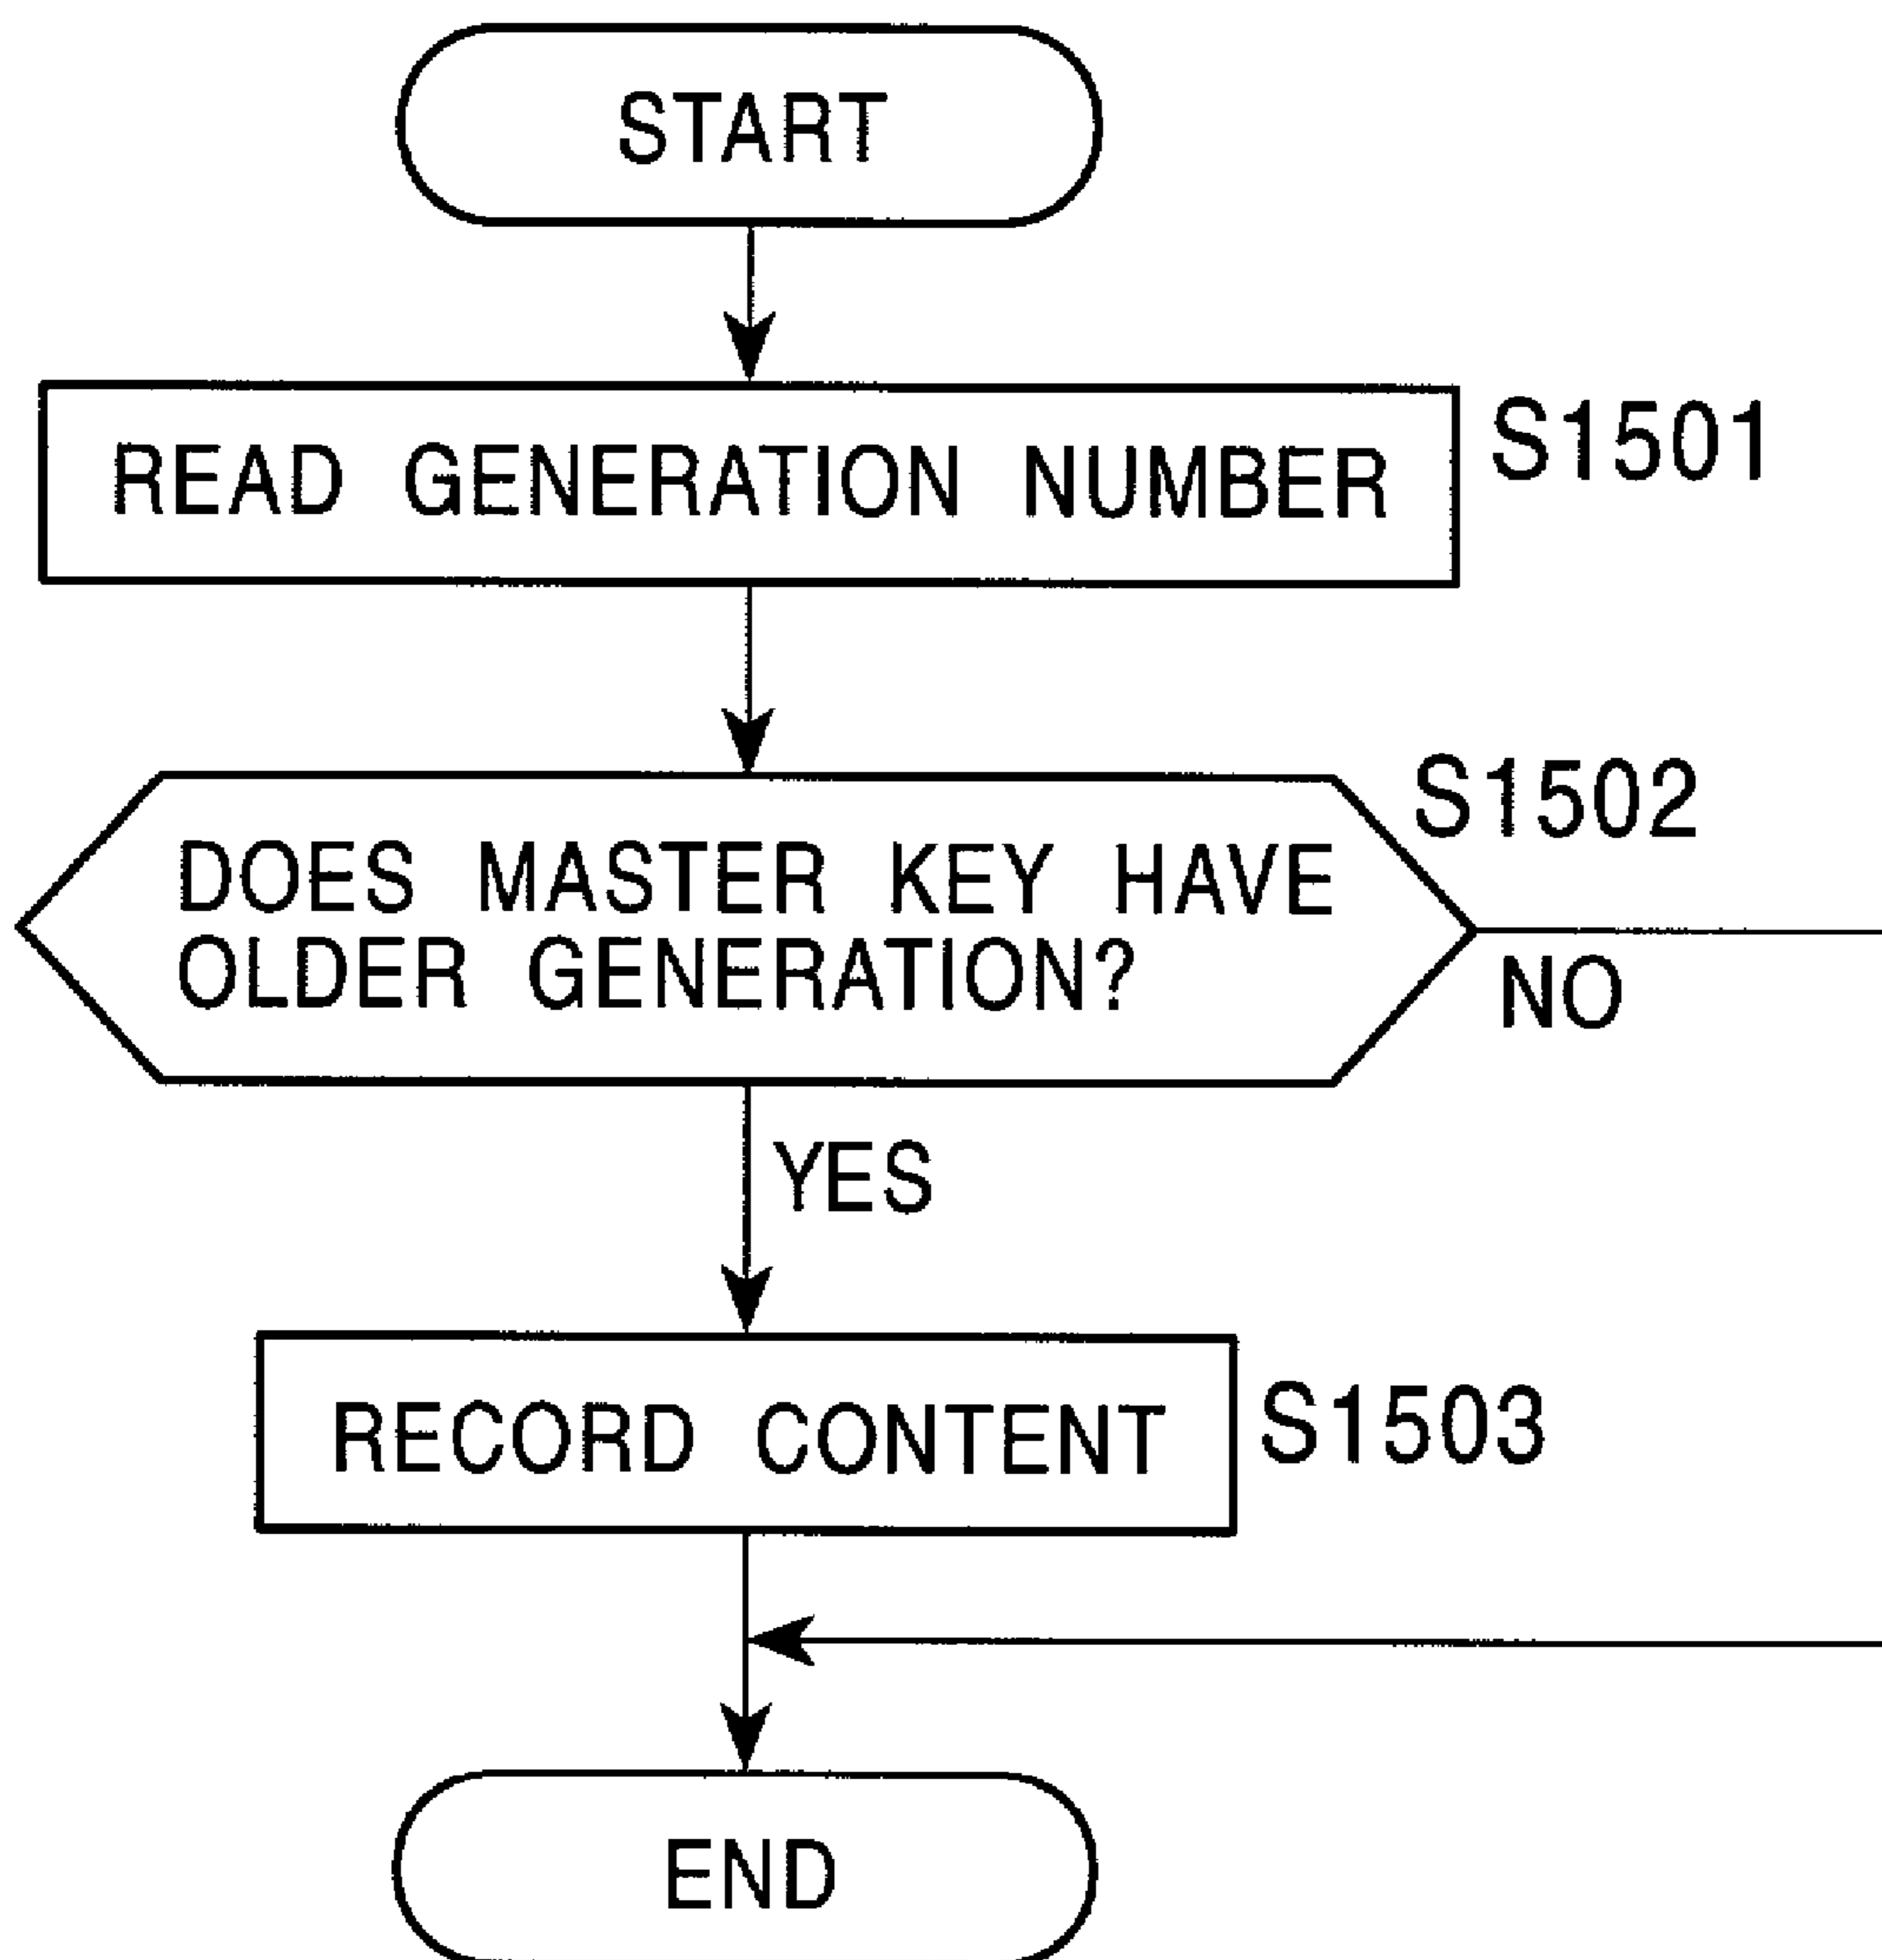 START
READ GENERATION NUMBER
S1501
S1502
DOES MASTER KEY HAVE
OLDER GENERATION?
NO
YES
RECORD CONTENT
S1503
END